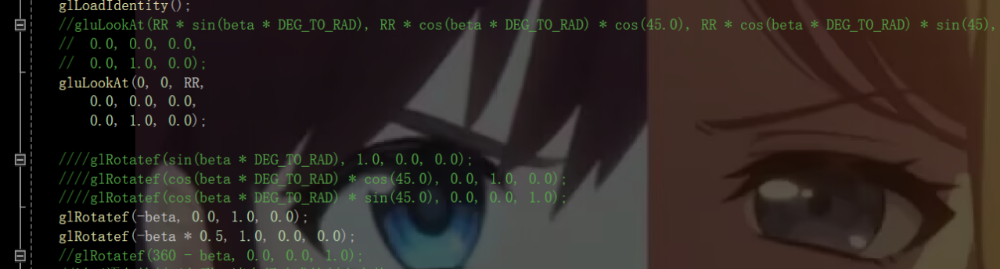 glLoadIdentity();
//gluLookAt(RR * sin(beta * DEG_TO_RAD), RR * cos(beta * DEG_TO_RAD) * cos(45.0), RR * cos(beta * DEG_TO_RAD) * sin(45),
//  0.0, 0.0, 0.0,
//  0.0, 1.0, 0.0);
gluLookAt(0, 0, RR,
    0.0, 0.0, 0.0,
    0.0, 1.0, 0.0);
////glRotatef(sin(beta * DEG_TO_RAD), 1.0, 0.0, 0.0);
////glRotatef(cos(beta * DEG_TO_RAD) * cos(45.0), 0.0, 1.0, 0.0);
////glRotatef(cos(beta * DEG_TO_RAD) * sin(45.0), 0.0, 0.0, 1.0);
glRotatef(-beta, 0.0, 1.0, 0.0);
glRotatef(-beta * 0.5, 1.0, 0.0, 0.0);
//glRotatef(360 - beta, 0.0, 0.0, 1.0);